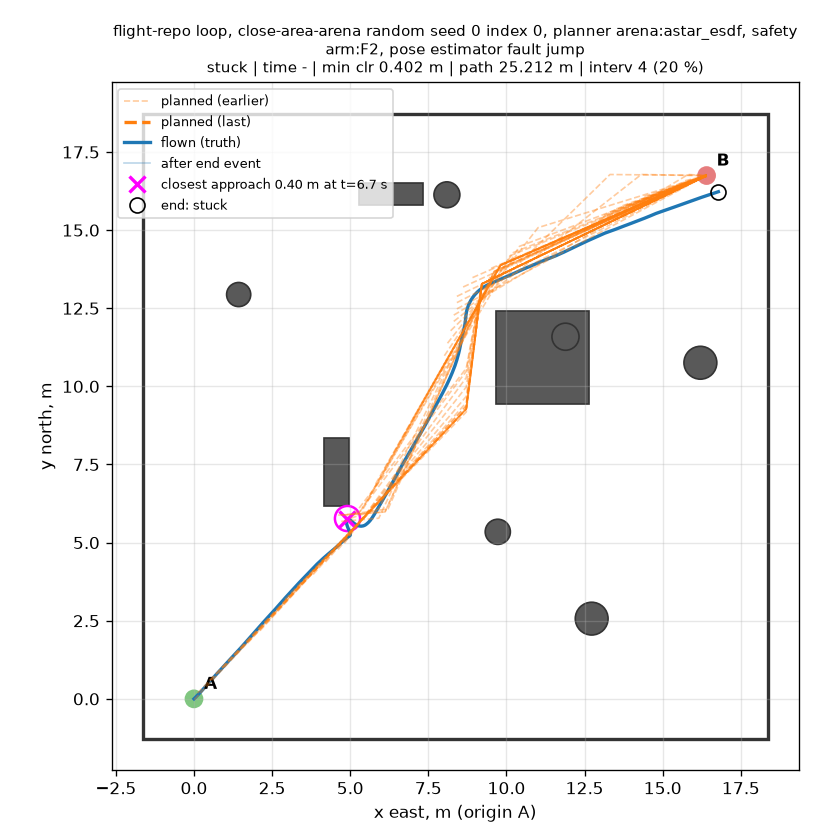 flight-repo loop, close-area-arena random seed 0 index 0, planner arena:astar_esdf, safety
arm:F2, pose estimator fault jump
stuck | time - | min clr 0.402 m | path 25.212 m | interv 4 (20 %)
planned (earlier)
planned (last)
flown (truth)
after end event
closest approach 0.40 m at t=6.7 s
end: stuck
B
A
17.5
15.0
12.5
10.0
7.5
5.0
2.5
0.0
y north, m
−2.5 0.0 2.5 5.0 7.5 10.0 12.5 15.0 17.5
x east, m (origin A)